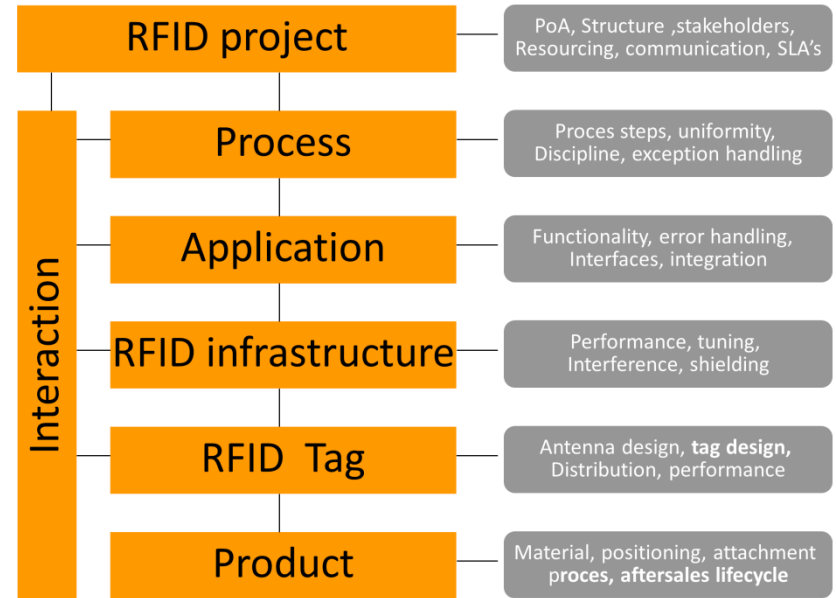 RFID project
PoA, Structure ,stakeholders,
Resourcing, communication, SLA's
Interaction
Process
Proces steps, uniformity,
Discipline, exception handling
Application
Functionality, error handling,
Interfaces, integration
RFID infrastructure
Performance, tuning,
Interference, shielding
RFID Tag
Antenna design, tag design,
Distribution, performance
Product
Material, positioning, attachment
proces, aftersales lifecycle